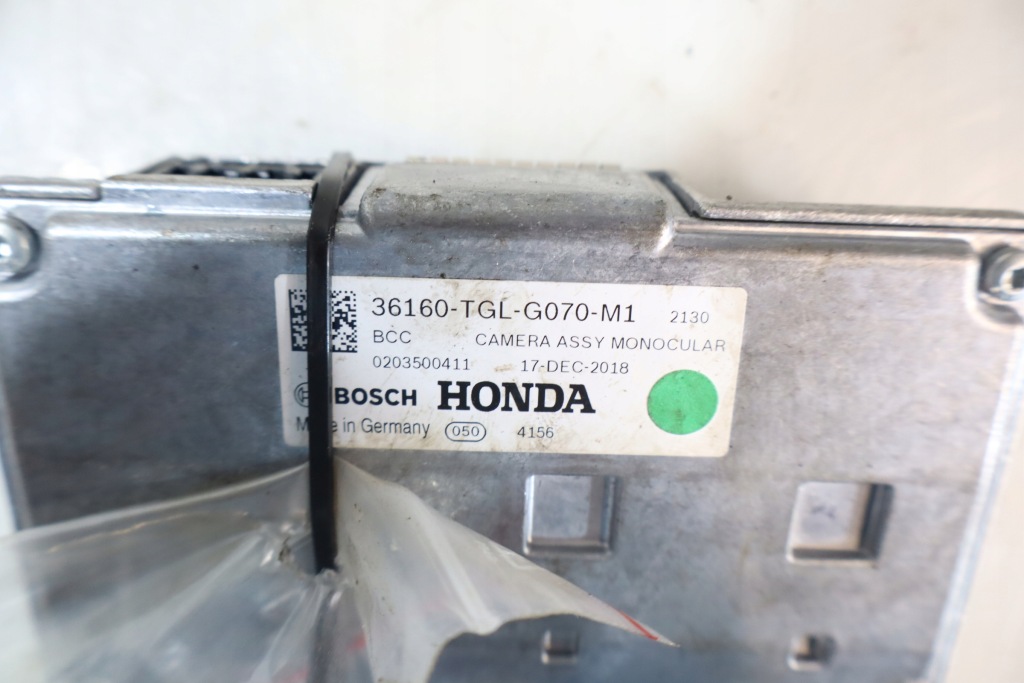 36160-TGL-G070-M1 2130
BCC CAMERA ASSY MONOCULAR
0203500411 17-DEC-2018
BOSCH HONDA
in Germany 050 4156